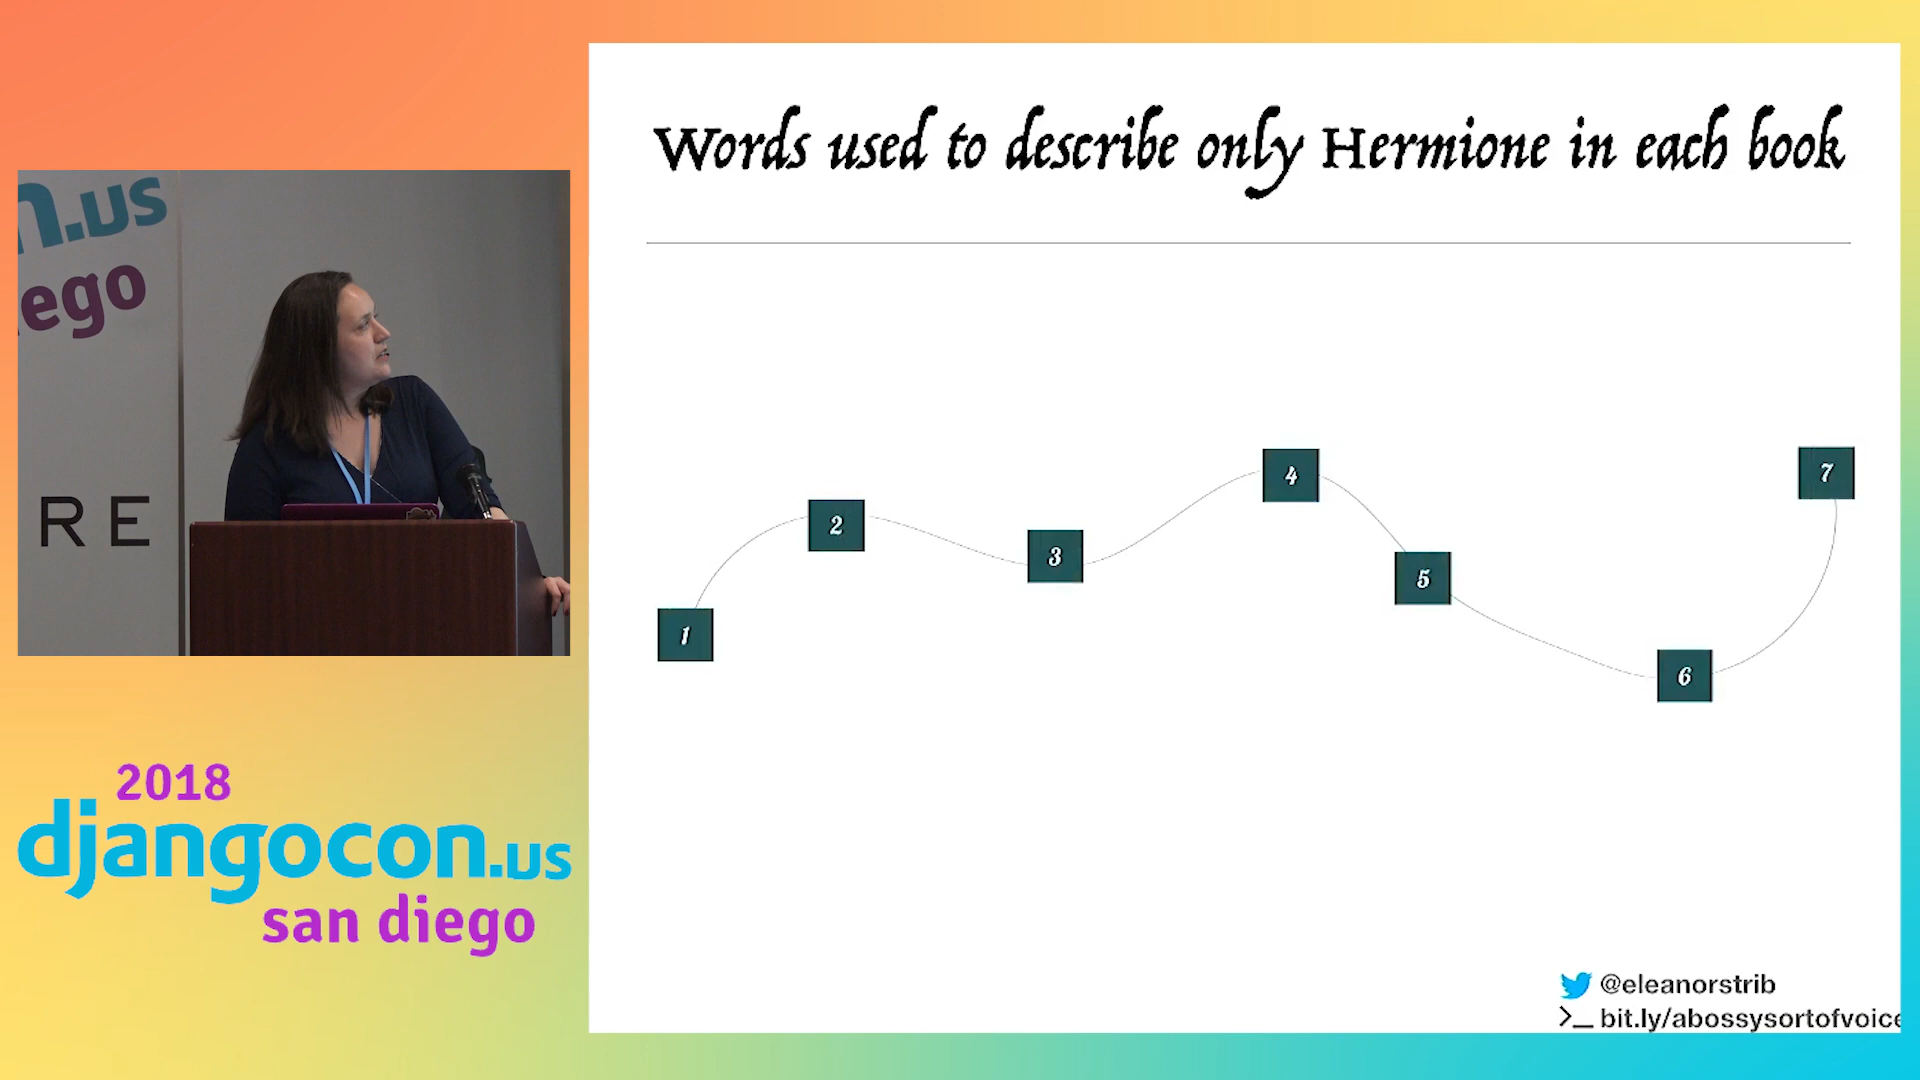 Words used to describe only Hermione in each book
1
2
3
4
5
6
7
@eleanorstrib
>_ bit.ly/abossysortofvoice
n.us
ego
RE
2018
djangocon.us
san diego